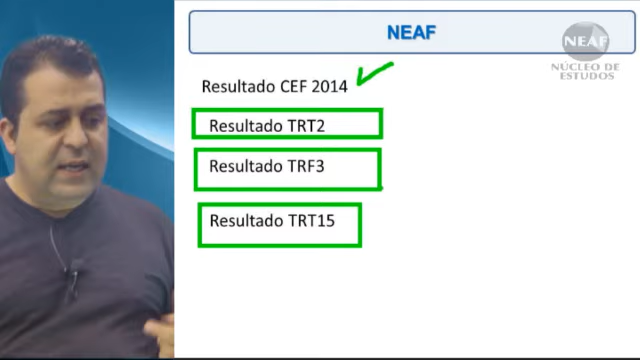 NEAF
NEAF
NÚCLEO DE
ESTUDOS
Resultado CEF 2014
Resultado TRT2
Resultado TRF3
Resultado TRT15